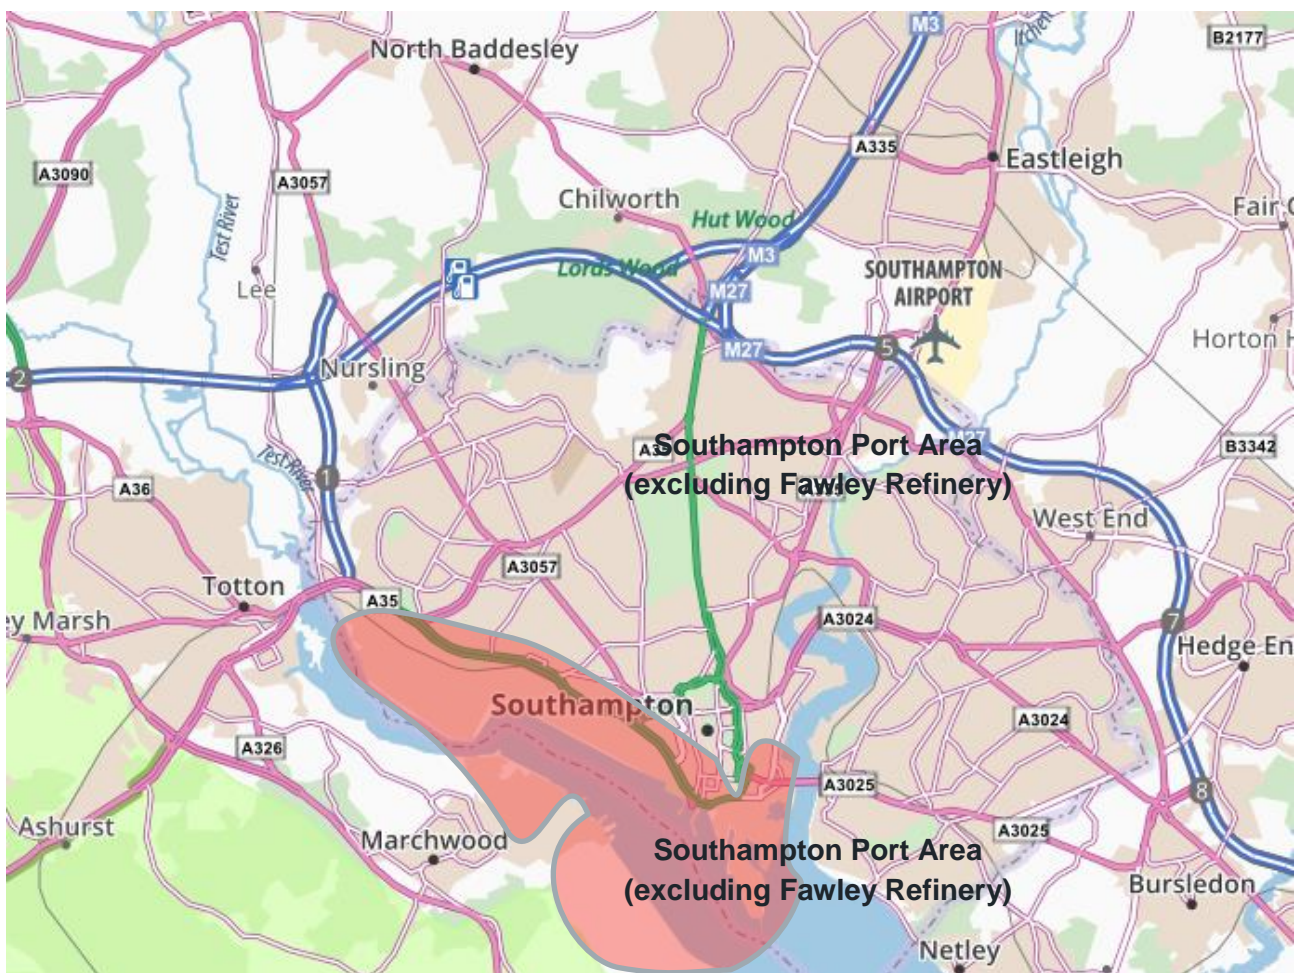 M3
Itchen
B2177
North Baddesley
A335
Eastleigh
A3090
A3057
Chilworth
Hut Wood
Fair
Test River
M3
Lords Wood
SOUTHAMPTON
AIRPORT
Lee
M27
Horton H
M27
5
2
Nursling
Southampton Port Area
(excluding Fawley Refinery)
B3342
Test River
M27
1
A36
West End
A3057
Totton
A35
ey Marsh
A3024
7
Hedge En
Southampton
A3024
A326
A3025
8
Ashurst
Marchwood
A3025
Southampton Port Area
(excluding Fawley Refinery)
Bursledon
Netley